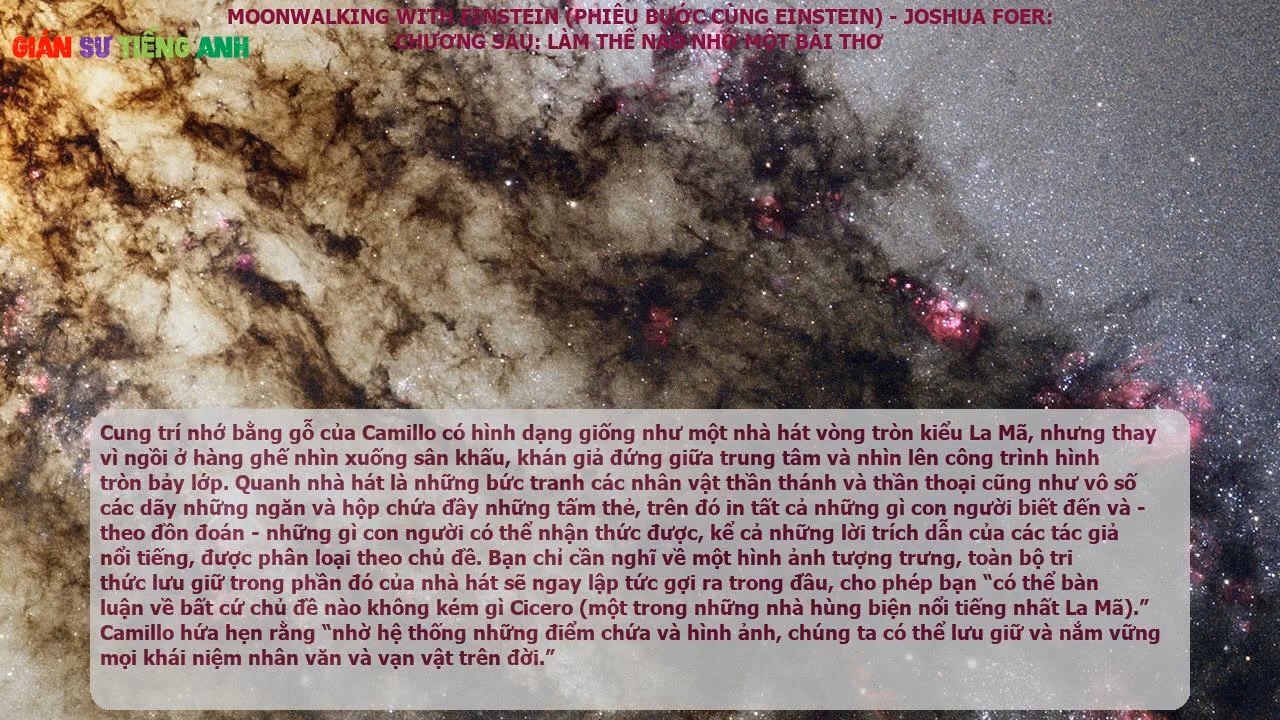 MOONWALKING WITH EINSTEIN (PHIÊU BƯỚC CÙNG EINSTEIN) - JOSHUA FOER:
CHƯƠNG SÁU: LÀM THẾ NÀO NHỚ MỘT BÀI THƠ
GIÁN SỨ TIẾNG ANH
Cung trí nhớ bằng gỗ của Camillo có hình dạng giống như một nhà hát vòng tròn kiểu La Mã, nhưng thay
vì ngồi ở hàng ghế nhìn xuống sân khấu, khán giả đứng giữa trung tâm và nhìn lên công trình hình
tròn bảy lớp. Quanh nhà hát là những bức tranh các nhân vật thần thánh và thần thoại cũng như vô số
các dãy những ngăn và hộp chứa đầy những tấm thẻ, trên đó in tất cả những gì con người biết đến và -
theo đồn đoán - những gì con người có thể nhận thức được, kể cả những lời trích dẫn của các tác giả
nổi tiếng, được phân loại theo chủ đề. Bạn chỉ cần nghĩ về một hình ảnh tượng trưng, toàn bộ tri
thức lưu giữ trong phần đó của nhà hát sẽ ngay lập tức gợi ra trong đầu, cho phép bạn “có thể bàn
luận về bất cứ chủ đề nào không kém gì Cicero (một trong những nhà hùng biện nổi tiếng nhất La Mã).”
Camillo hứa hẹn rằng “nhờ hệ thống những điểm chứa và hình ảnh, chúng ta có thể lưu giữ và nắm vững
mọi khái niệm nhân văn và vạn vật trên đời.”